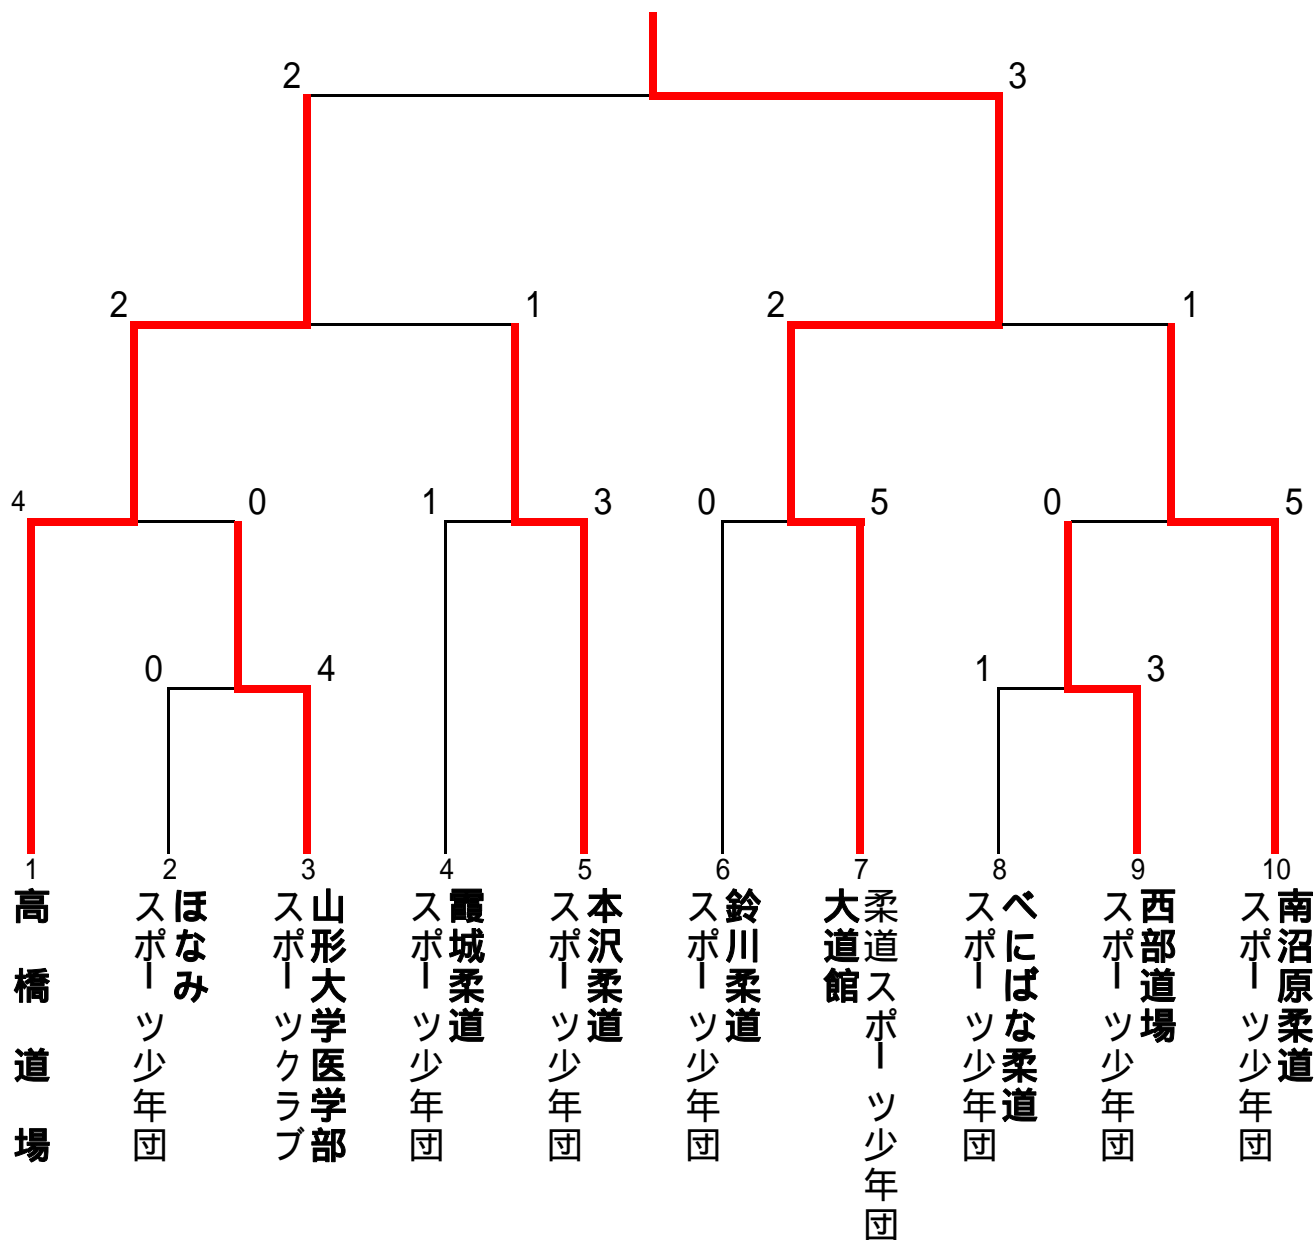 2
3
2
1
2
1
4
0
1
3
0
5
0
5
0
4
1
3
1
2
3
4
5
6
7
8
9
10
高橋道場
ほなみ
スポーツ少年団
山形大学医学部
スポーツクラブ
霞城柔道
スポーツ少年団
本沢柔道
スポーツ少年団
鈴川柔道
スポーツ少年団
大道館
柔道スポーツ少年団
べにばな柔道
スポーツ少年団
西部道場
スポーツ少年団
南沼原柔道
スポーツ少年団